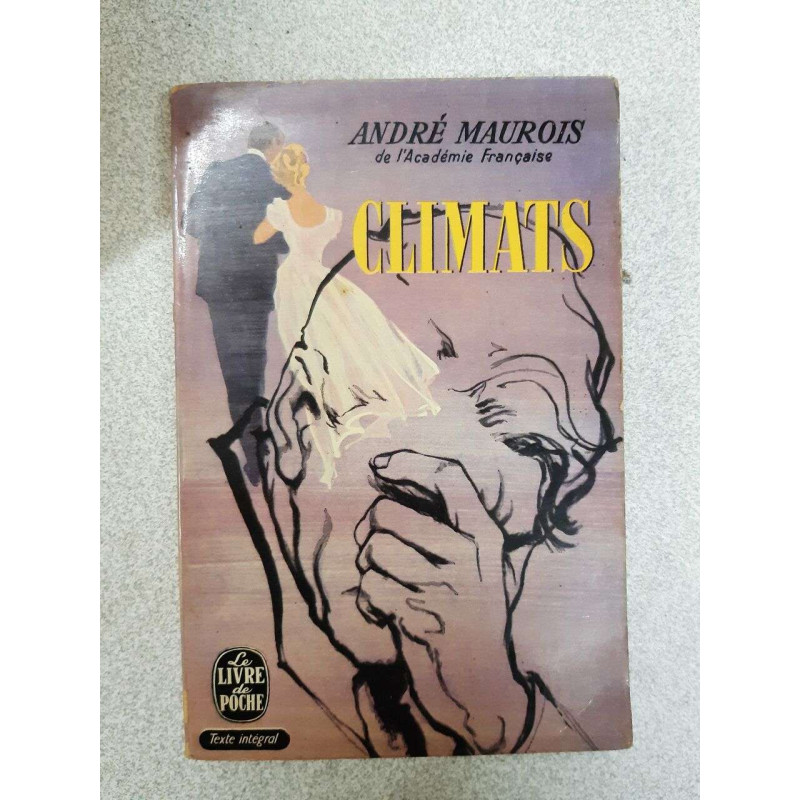 ANDRÉ MAUROIS
de l'Académie Française
CLIMATS
Le
LIVRE
de
POCHE
Texte intégral